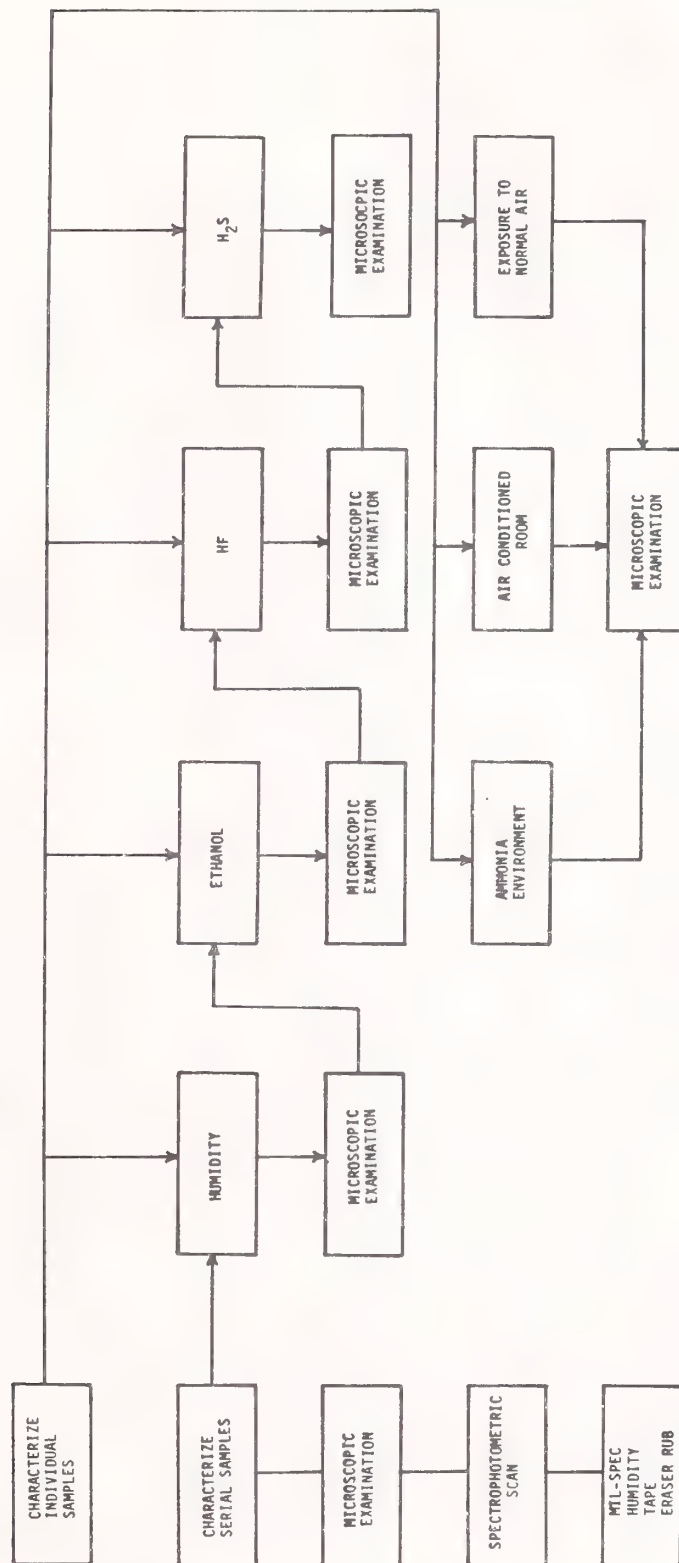 CHARACTERIZE
INDIVIDUAL
SAMPLES
CHARACTERIZE
SERIAL SAMPLES
HUMIDITY
ETHANOL
HF
H₂S
MICROSCOPIC
EXAMINATION
MICROSCOPIC
EXAMINATION
MICROSCOPIC
EXAMINATION
MICROSCOPIC
EXAMINATION
MICROSOCPIC
EXAMINATION
SPECTROPHOTOMETRIC
SCAN
AMMONIA
ENVIRONMENT
AIR CONDITIONED
ROOM
EXPOSURE TO
NORMAL AIR
MIL-SPEC
HUMIDITY
TAPE
ERASER RUB
MICROSCOPIC
EXAMINATION